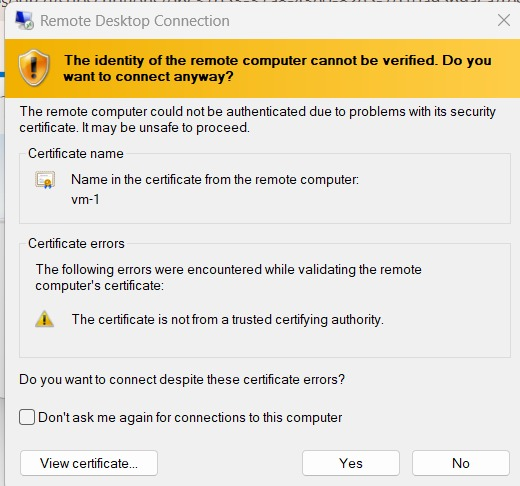 Remote Desktop Connection
The identity of the remote computer cannot be verified. Do you
want to connect anyway?
The remote computer could not be authenticated due to problems with its security
certificate. It may be unsafe to proceed.
Certificate name
Name in the certificate from the remote computer:
vm-1
Certificate errors
The following errors were encountered while validating the remote
computer's certificate:
The certificate is not from a trusted certifying authority.
Do you want to connect despite these certificate errors?
Don't ask me again for connections to this computer
View certificate...
Yes
No